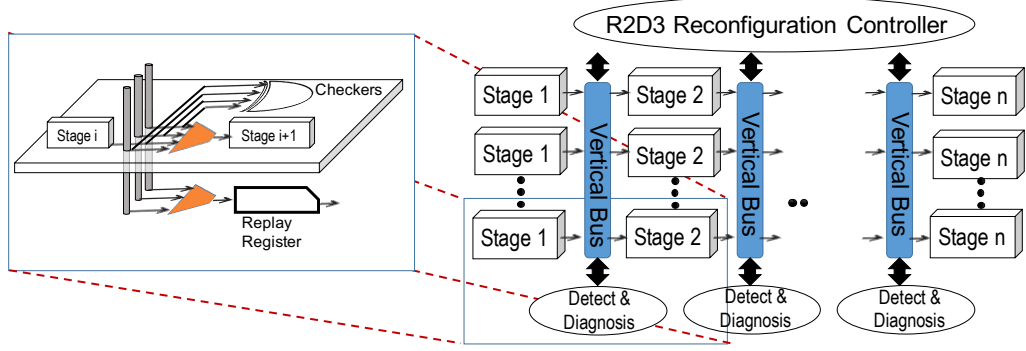 R2D3 Reconfiguration Controller
Checkers
Stage i
Stage i+1
Replay
Register
Stage 1
Stage 2
Stage n
Stage 1
Stage 2
Stage n
Stage 1
Stage 2
Stage n
Vertical Bus
Vertical Bus
Vertical Bus
Detect &
Diagnosis
Detect &
Diagnosis
Detect &
Diagnosis